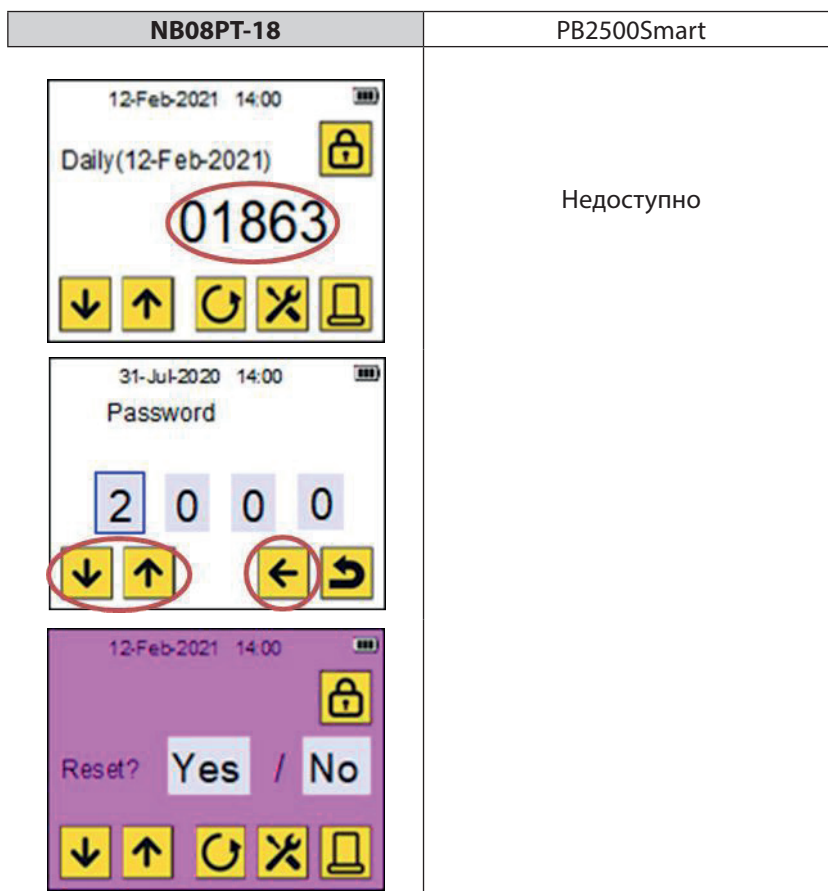 NB08PT-18 PB2500Smart
12-Feb-2021 14:00
Daily(12-Feb-2021)
01863
Недоступно
31-Jul-2020 14:00
Password
2 0 0 0
12-Feb-2021 14:00
Reset? Yes / No